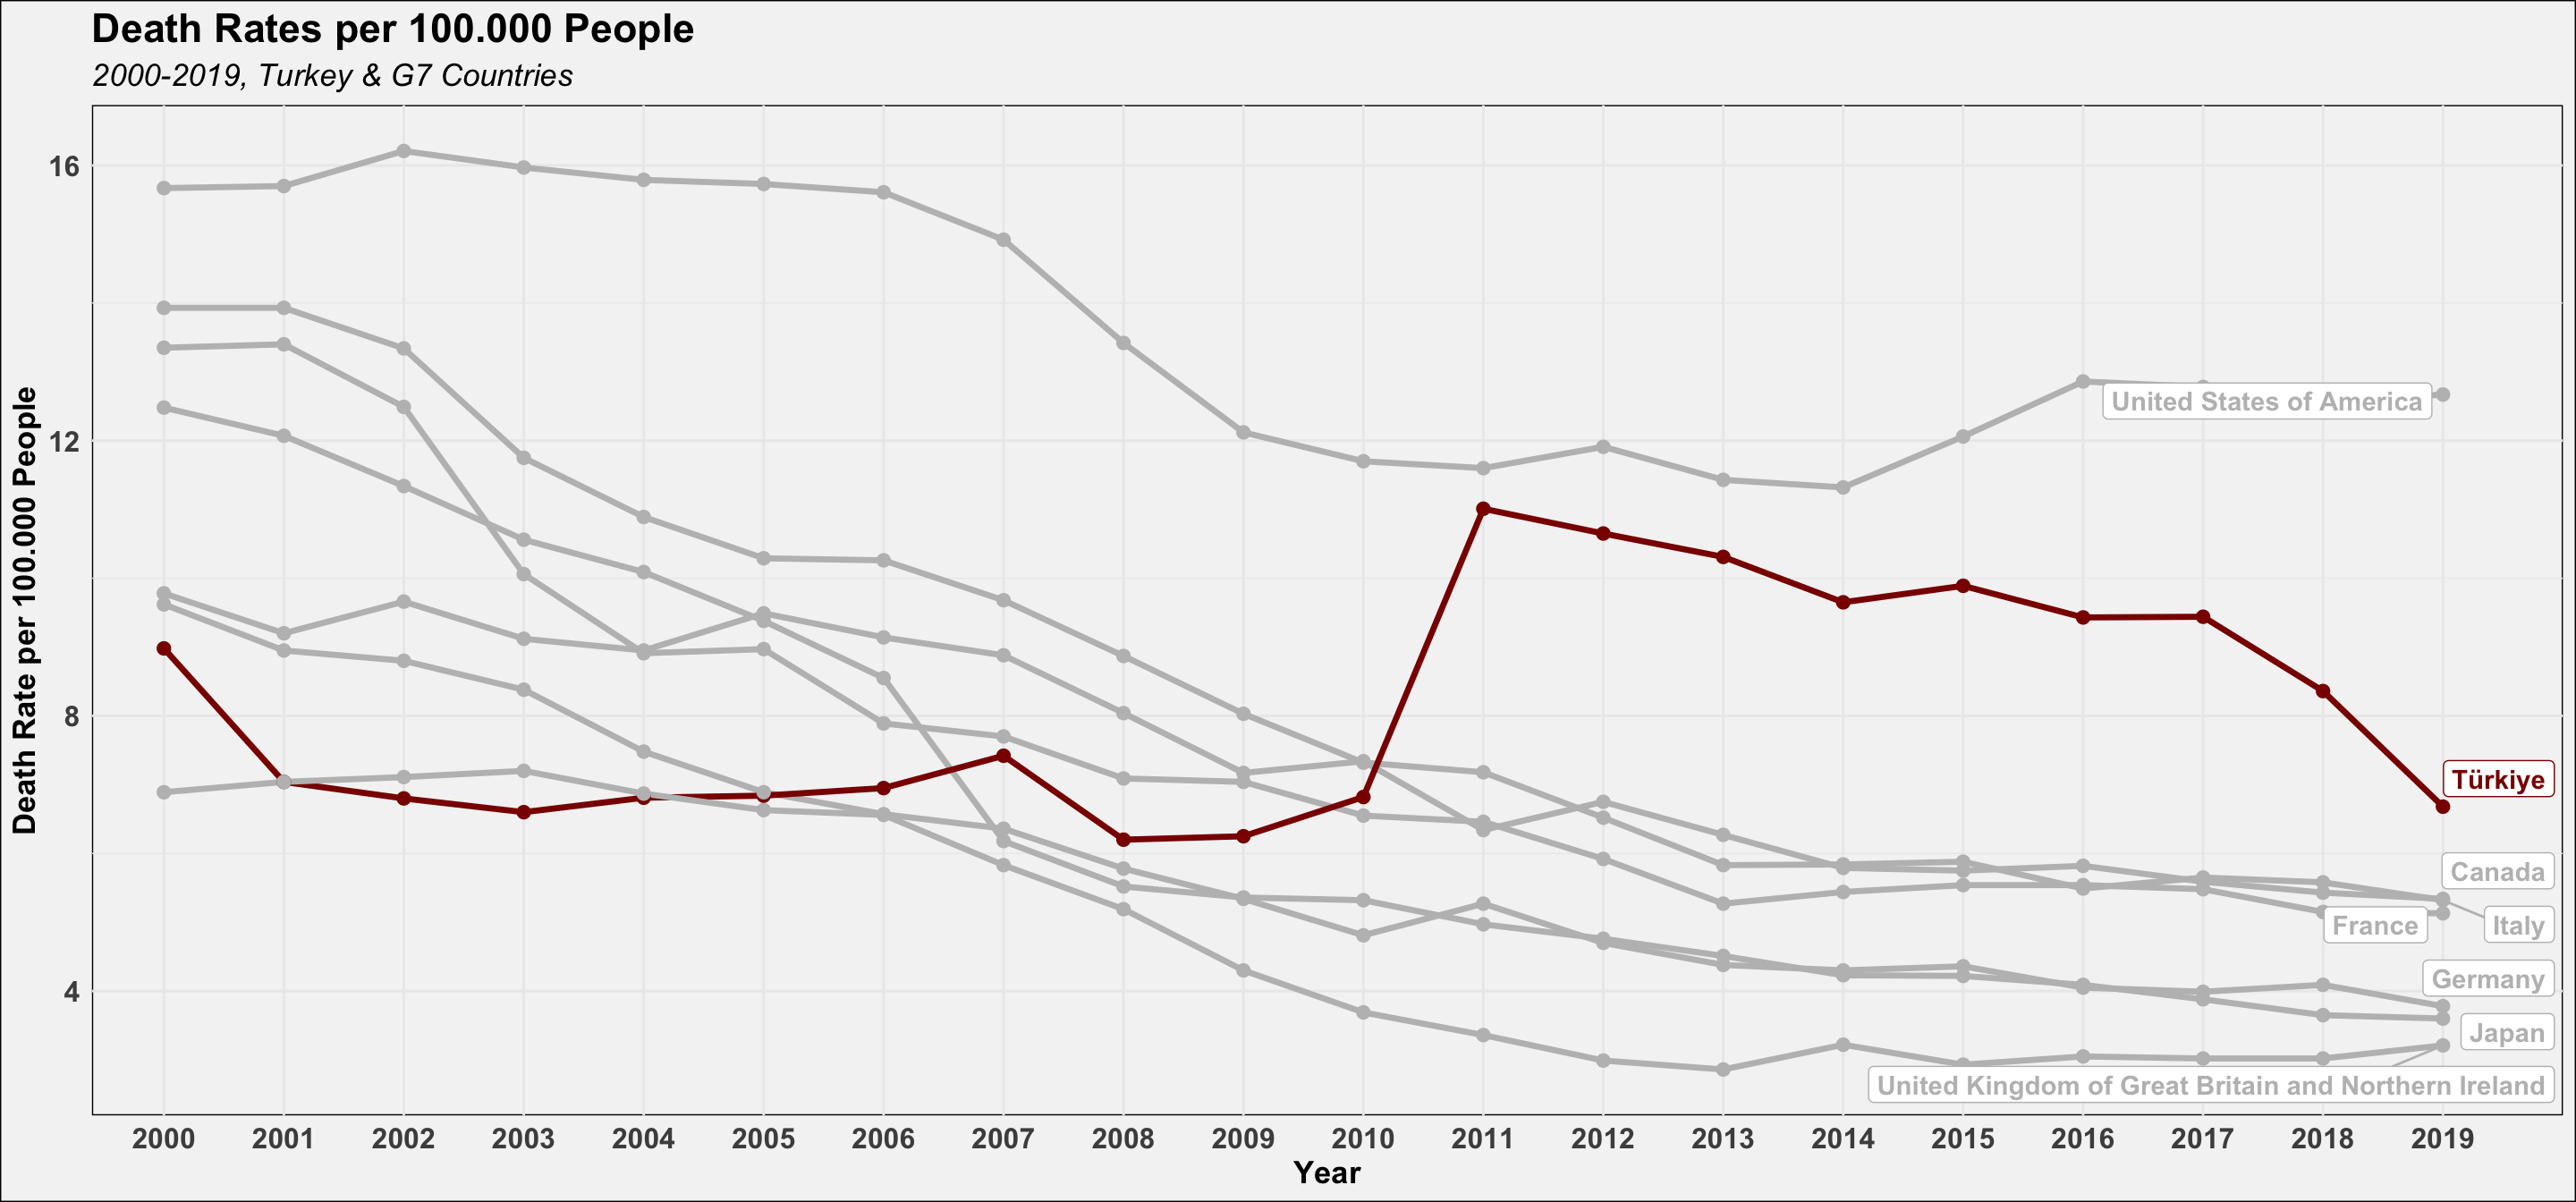 Death Rates per 100.000 People
2000-2019, Turkey & G7 Countries
Death Rate per 100.000 People
16
12
8
4
United States of America
Türkiye
Canada
France
Italy
Germany
Japan
United Kingdom of Great Britain and Northern Ireland
2000 2001 2002 2003 2004 2005 2006 2007 2008 2009 2010 2011 2012 2013 2014 2015 2016 2017 2018 2019
Year